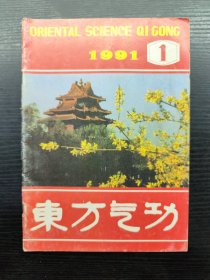 ORIENTAL SCIENCE QI GONG
1991 1
東方气功